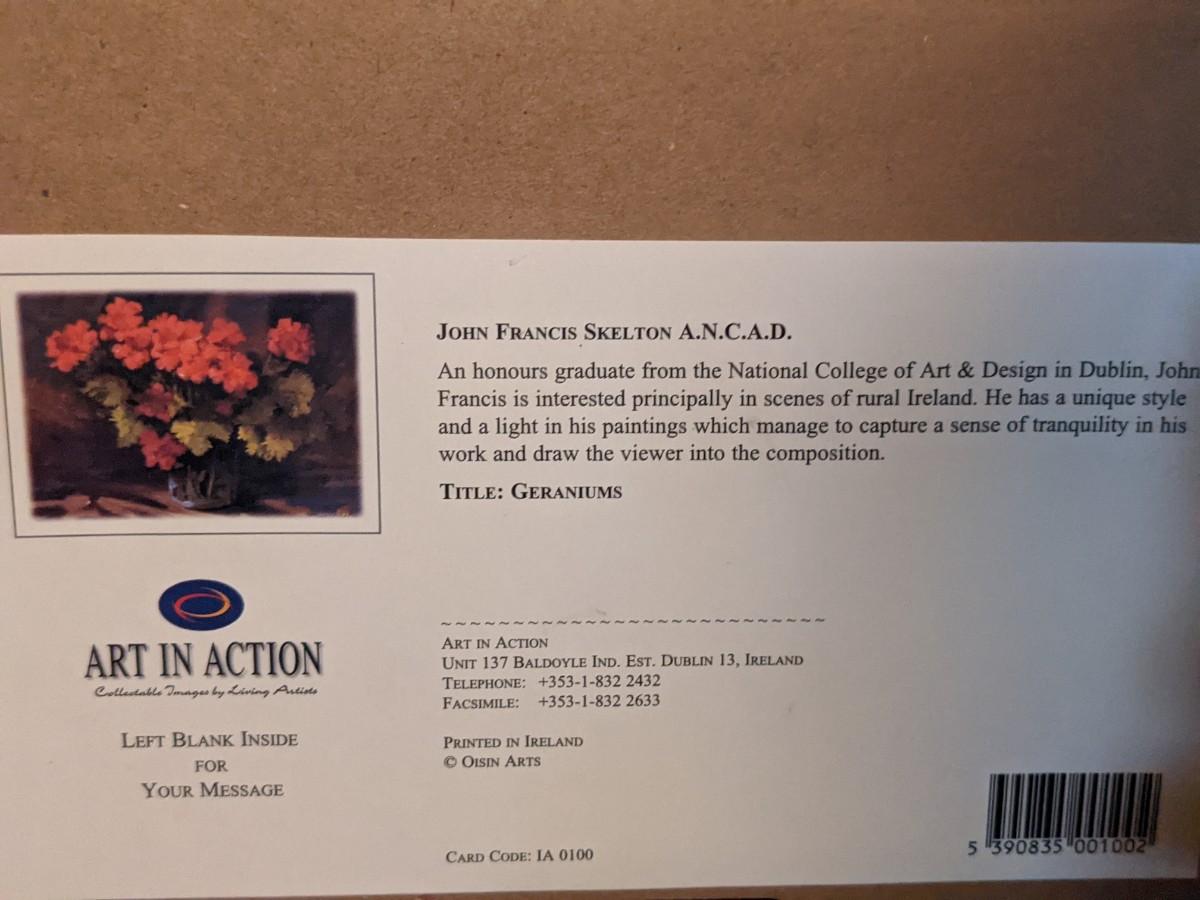 JOHN FRANCIS SKELTON A.N.C.A.D.
An honours graduate from the National College of Art & Design in Dublin, John
Francis is interested principally in scenes of rural Ireland. He has a unique style
and a light in his paintings which manage to capture a sense of tranquility in his
work and draw the viewer into the composition.
TITLE: GERANIUMS
ART IN ACTION
Collectable Images by Living Artists
LEFT BLANK INSIDE
FOR
YOUR MESSAGE
~~~~~~~~~~~~~~~~~~~~~~~~~~~
ART IN ACTION
UNIT 137 BALDOYLE IND. EST. DUBLIN 13, IRELAND
TELEPHONE: +353-1-832 2432
FACSIMILE: +353-1-832 2633
PRINTED IN IRELAND
© OISIN ARTS
CARD CODE: IA 0100
5 390835 001002